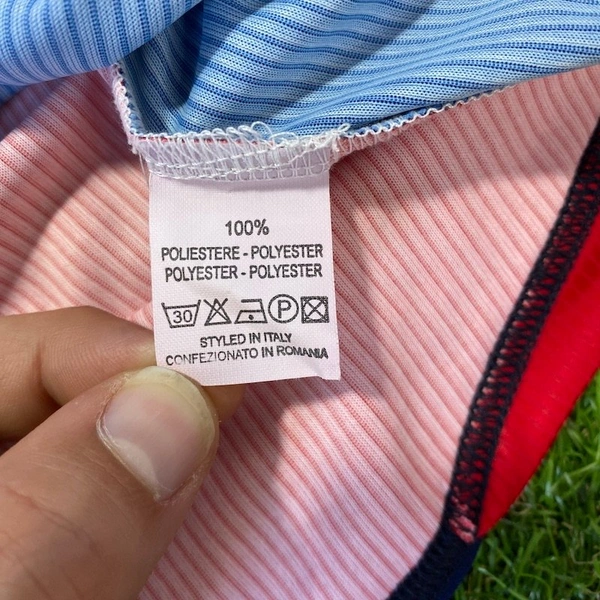 100%
POLIESTERE - POLYESTER
POLYESTER - POLYESTER
30 P
STYLED IN ITALY
CONFEZIONATO IN ROMANIA